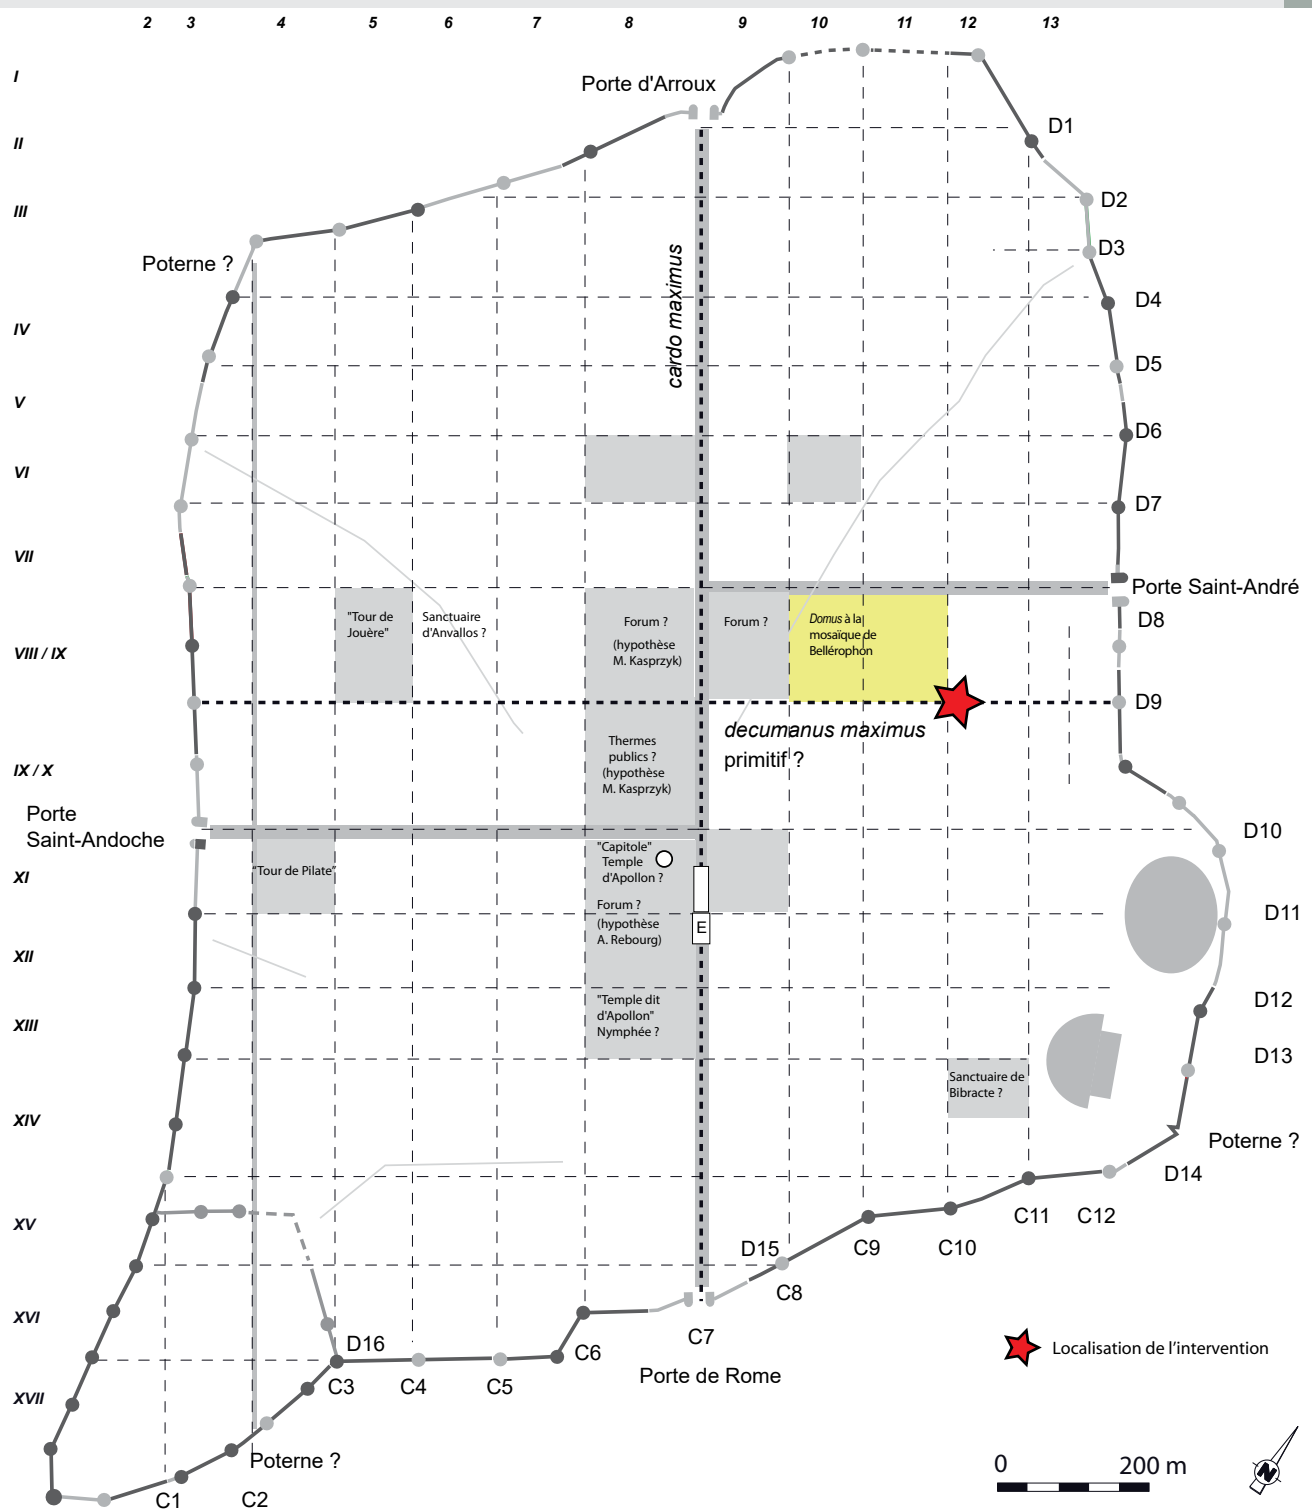 2 3 4 5 6 7 8 9 10 11 12 13
I
Porte d'Arroux
D1
II
D2
III
D3
Poterne ?
cardo maximus
D4
IV
D5
V
D6
VI
D7
VII
Porte Saint-André
D8
"Tour de
Jouère"
Sanctuaire
d'Anvallos ?
Forum ?
(hypothèse
M. Kasprzyk)
Forum ?
Domus à la
mosaïque de
Bellérophon
VIII / IX
D9
decumanus maximus
primitif ?
Thermes
publics ?
(hypothèse
M. Kasprzyk)
IX / X
Porte
Saint-Andoche
D10
"Capitole"
Temple
d'Apollon ?
Forum ?
(hypothèse
A. Rebourg)
"Tour de Pilate"
XI
E
D11
XII
"Temple dit
d'Apollon"
Nymphée ?
D12
XIII
D13
Sanctuaire de
Bibracte ?
XIV
Poterne ?
D14
C11 C12
XV
D15 C9 C10
C8
XVI
D16
C6
C7
Porte de Rome
Localisation de l'intervention
C3 C4 C5
XVII
Poterne ?
0 200 m
N
C1 C2